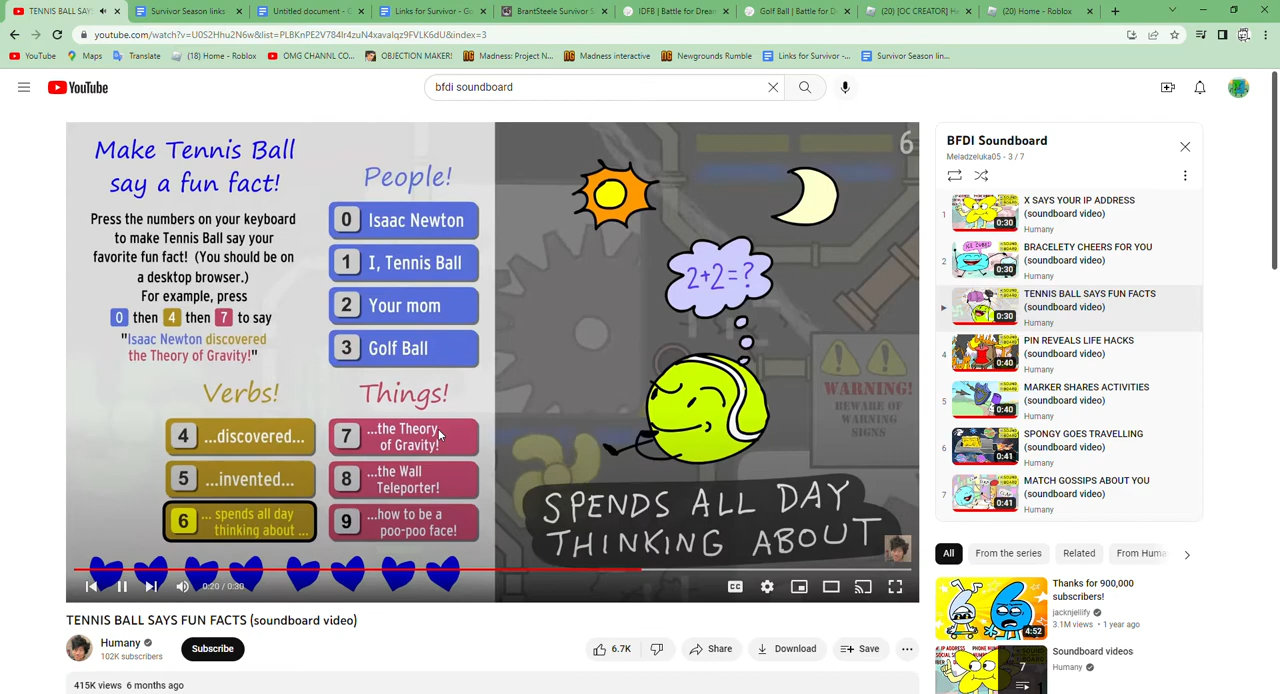 TENNIS BALL SAYS
Survivor Season links
Untitled document - G
Links for Survivor - Go
BrantSteele Survivor S
IDFB | Battle for Drea
Golf Ball | Battle for D
(20) [OC CREATOR] He
(20) Home - Roblox
youtube.com/watch?v=U0S2Hhu2N6w&list=PLBKnPE2V784Ir4zuN4xavaIqz9FVLK6dU&index=3
YouTube
Maps
Translate
(18) Home - Roblox
OMG CHANNEL CO...
OBJECTION MAKER!
Madness: Project N...
Madness interactive
Newgrounds Rumble
Links for Survivor -...
Survivor Season lin...
YouTube
bfdi soundboard
Make Tennis Ball
say a fun fact!
Press the numbers on your keyboard
to make Tennis Ball say your
favorite fun fact! (You should be on
a desktop browser.)
For example, press
0 then 4 then 7 to say
"Isaac Newton discovered
the Theory of Gravity!"
People!
0 Isaac Newton
1 I, Tennis Ball
2 Your mom
3 Golf Ball
Verbs!
4 ...discovered...
5 ...invented...
6 ... spends all day
thinking about ...
Things!
7 ...the Theory
of Gravity!
8 ...the Wall
Teleporter!
9 ...how to be a
poo-poo face!
6
2+2=?
WARNING!
BEWARE OF
WARNING
SIGNS
SPENDS ALL DAY
THINKING ABOUT
0:20 / 0:30
CC
TENNIS BALL SAYS FUN FACTS (soundboard video)
Humany
102K subscribers
Subscribe
6.7K
Share
Download
Save
415K views 6 months ago
BFDI Soundboard
Meladzeluka05 - 3 / 7
1
0:30
X SAYS YOUR IP ADDRESS
(soundboard video)
Humany
2
0:30
BRACELETY CHEERS FOR YOU
(soundboard video)
Humany
0:30
TENNIS BALL SAYS FUN FACTS
(soundboard video)
Humany
4
0:40
PIN REVEALS LIFE HACKS
(soundboard video)
Humany
5
0:40
MARKER SHARES ACTIVITIES
(soundboard video)
Humany
6
0:41
SPONGY GOES TRAVELLING
(soundboard video)
Humany
7
0:41
MATCH GOSSIPS ABOUT YOU
(soundboard video)
Humany
All
From the series
Related
From Huma
4:52
Thanks for 900,000
subscribers!
jacknjellify
3.1M views • 1 year ago
7
Soundboard videos
Humany